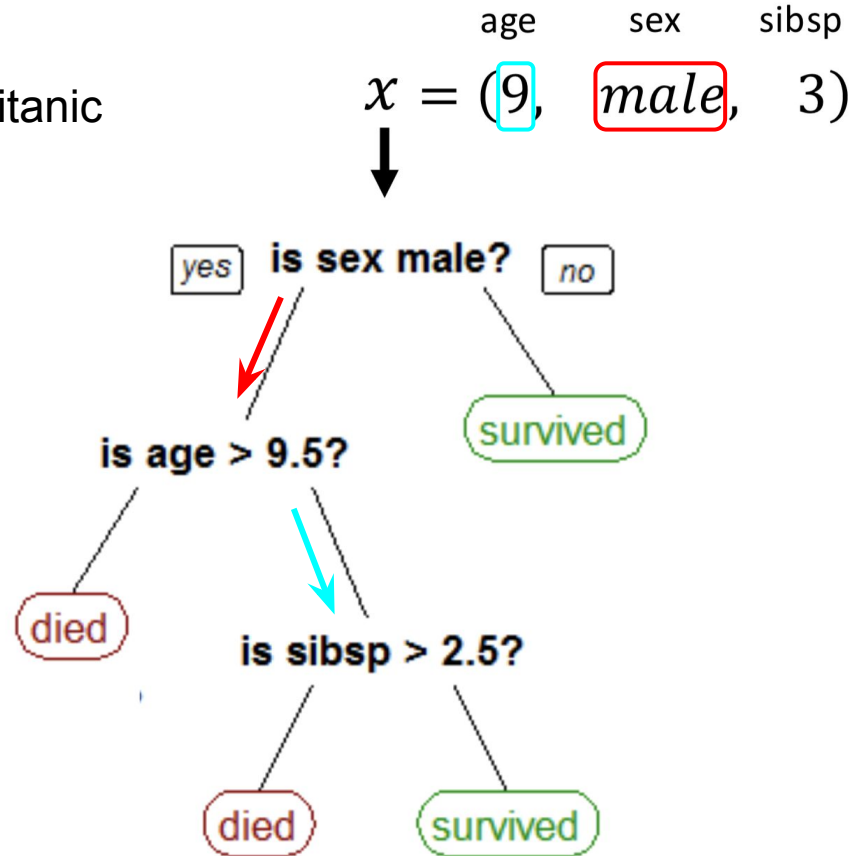 age sex sibsp
itanic
x = (9, male, 3)
yes is sex male? no
survived
is age > 9.5?
died
is sibsp > 2.5?
died survived